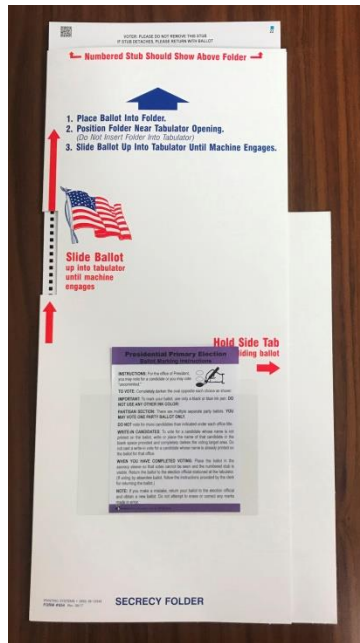 VOTER: PLEASE DO NOT REMOVE THIS STUB
IF STUB DETACHES, PLEASE RETURN WITH BALLOT
Numbered Stub Should Show Above Folder
1. Place Ballot Into Folder.
2. Position Folder Near Tabulator Opening.
(Do Not Insert Folder Into Tabulator)
3. Slide Ballot Up Into Tabulator Until Machine Engages.
Slide Ballot
up into tabulator
until machine
engages
Hold Side Tab
iding ballot
Presidential Primary Election
Ballot Marking Instructions
INSTRUCTIONS: For the office of President,
you may vote for a candidate or you may vote
"uncommitted."
TO VOTE: Completely darken the oval opposite each choice as shown:
IMPORTANT: To mark your ballot, use only a black or blue ink pen. DO
NOT USE ANY OTHER INK COLOR!
PARTISAN SECTION: There are multiple separate party ballots. YOU
MAY VOTE ONE PARTY BALLOT ONLY.
DO NOT vote for more candidates than indicated under each office title.
WRITE-IN CANDIDATES: To vote for a candidate whose name is not
printed on the ballot, write or place the name of that candidate in the
blank space provided and completely darken the voting target area. Do
not cast a write-in vote for a candidate whose name is already printed on
the ballot for that office.
WHEN YOU HAVE COMPLETED VOTING: Place the ballot in the
secrecy sleeve so that votes cannot be seen and the numbered stub is
visible. Return the ballot to the election official stationed at the tabulator.
(If voting by absentee ballot, follow the instructions provided by the clerk
for returning the ballot.)
NOTE: If you make a mistake, return your ballot to the election official
and obtain a new ballot. Do not attempt to erase or correct any marks
made in error.
SECRECY FOLDER